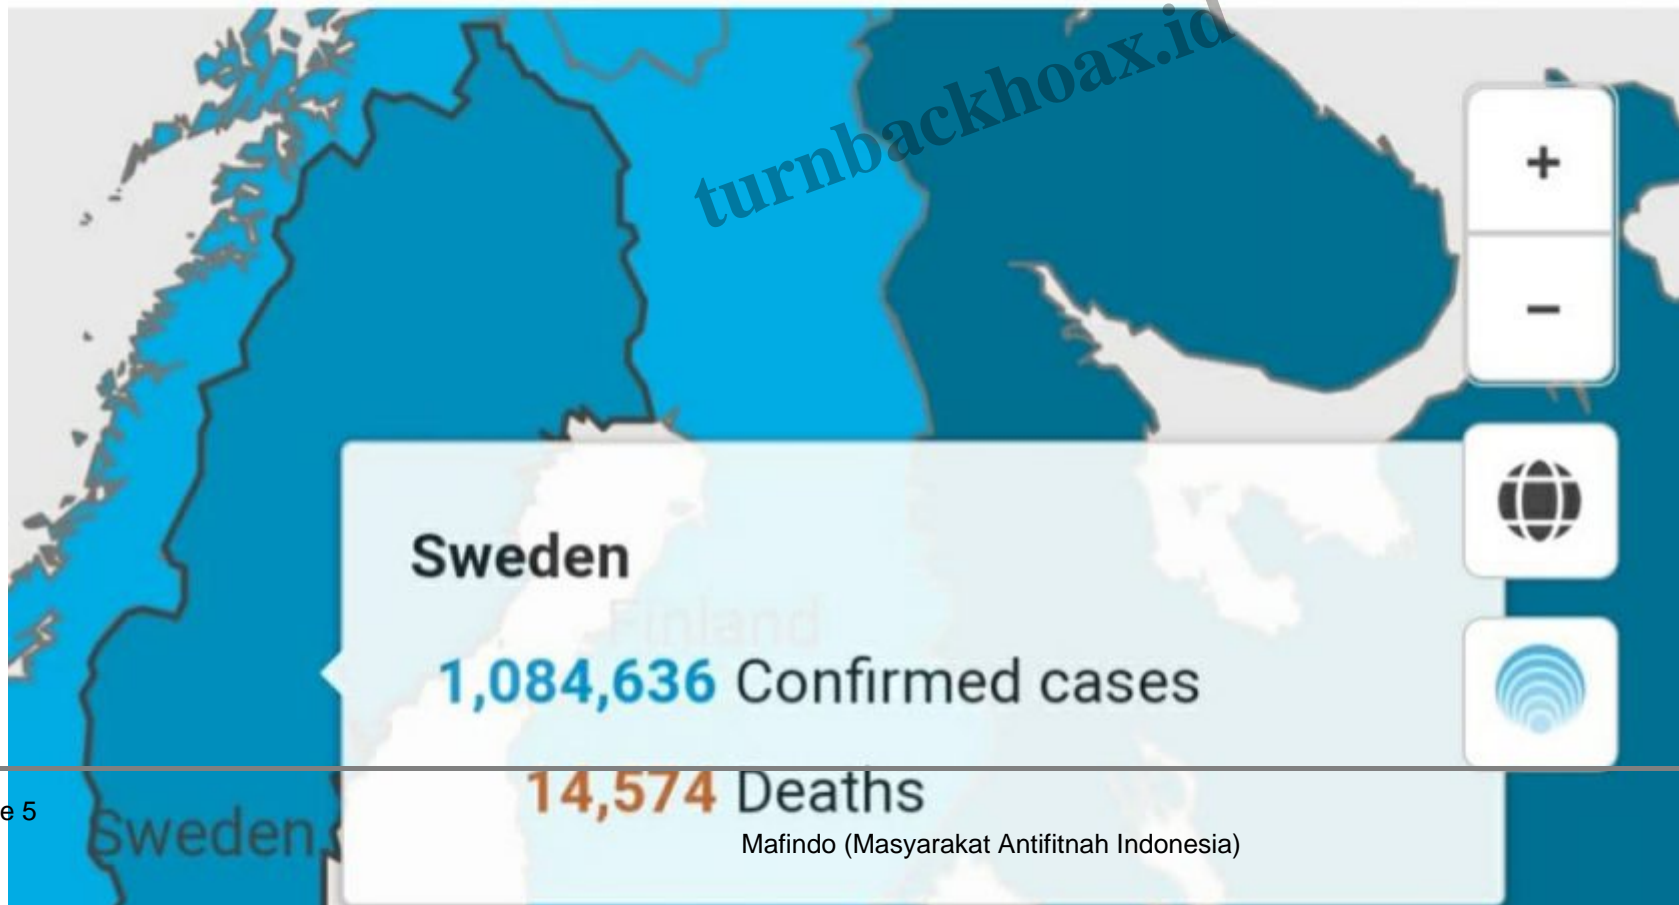 turnbackhoax.id
+
−
Sweden
Finland
1,084,636 Confirmed cases
14,574 Deaths
e 5
Sweden
Mafindo (Masyarakat Antifitnah Indonesia)